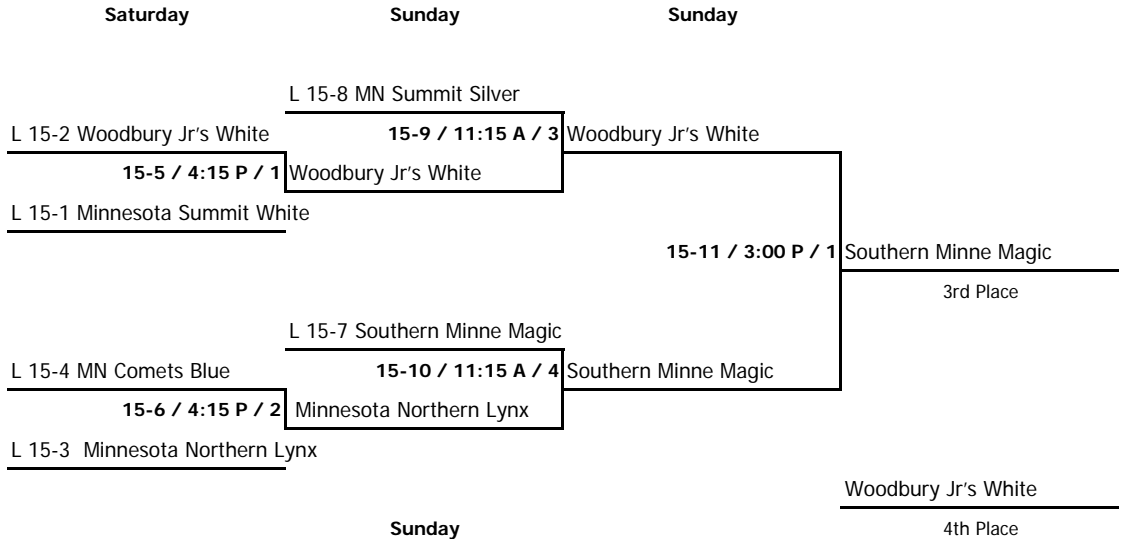 Saturday Sunday Sunday
L 15-8 MN Summit Silver
L 15-2 Woodbury Jr's White 15-9 / 11:15 A / 3 Woodbury Jr's White
15-5 / 4:15 P / 1 Woodbury Jr's White
L 15-1 Minnesota Summit White
15-11 / 3:00 P / 1 Southern Minne Magic
3rd Place
L 15-7 Southern Minne Magic
L 15-4 MN Comets Blue 15-10 / 11:15 A / 4 Southern Minne Magic
15-6 / 4:15 P / 2 Minnesota Northern Lynx
L 15-3 Minnesota Northern Lynx
Woodbury Jr's White
Sunday 4th Place